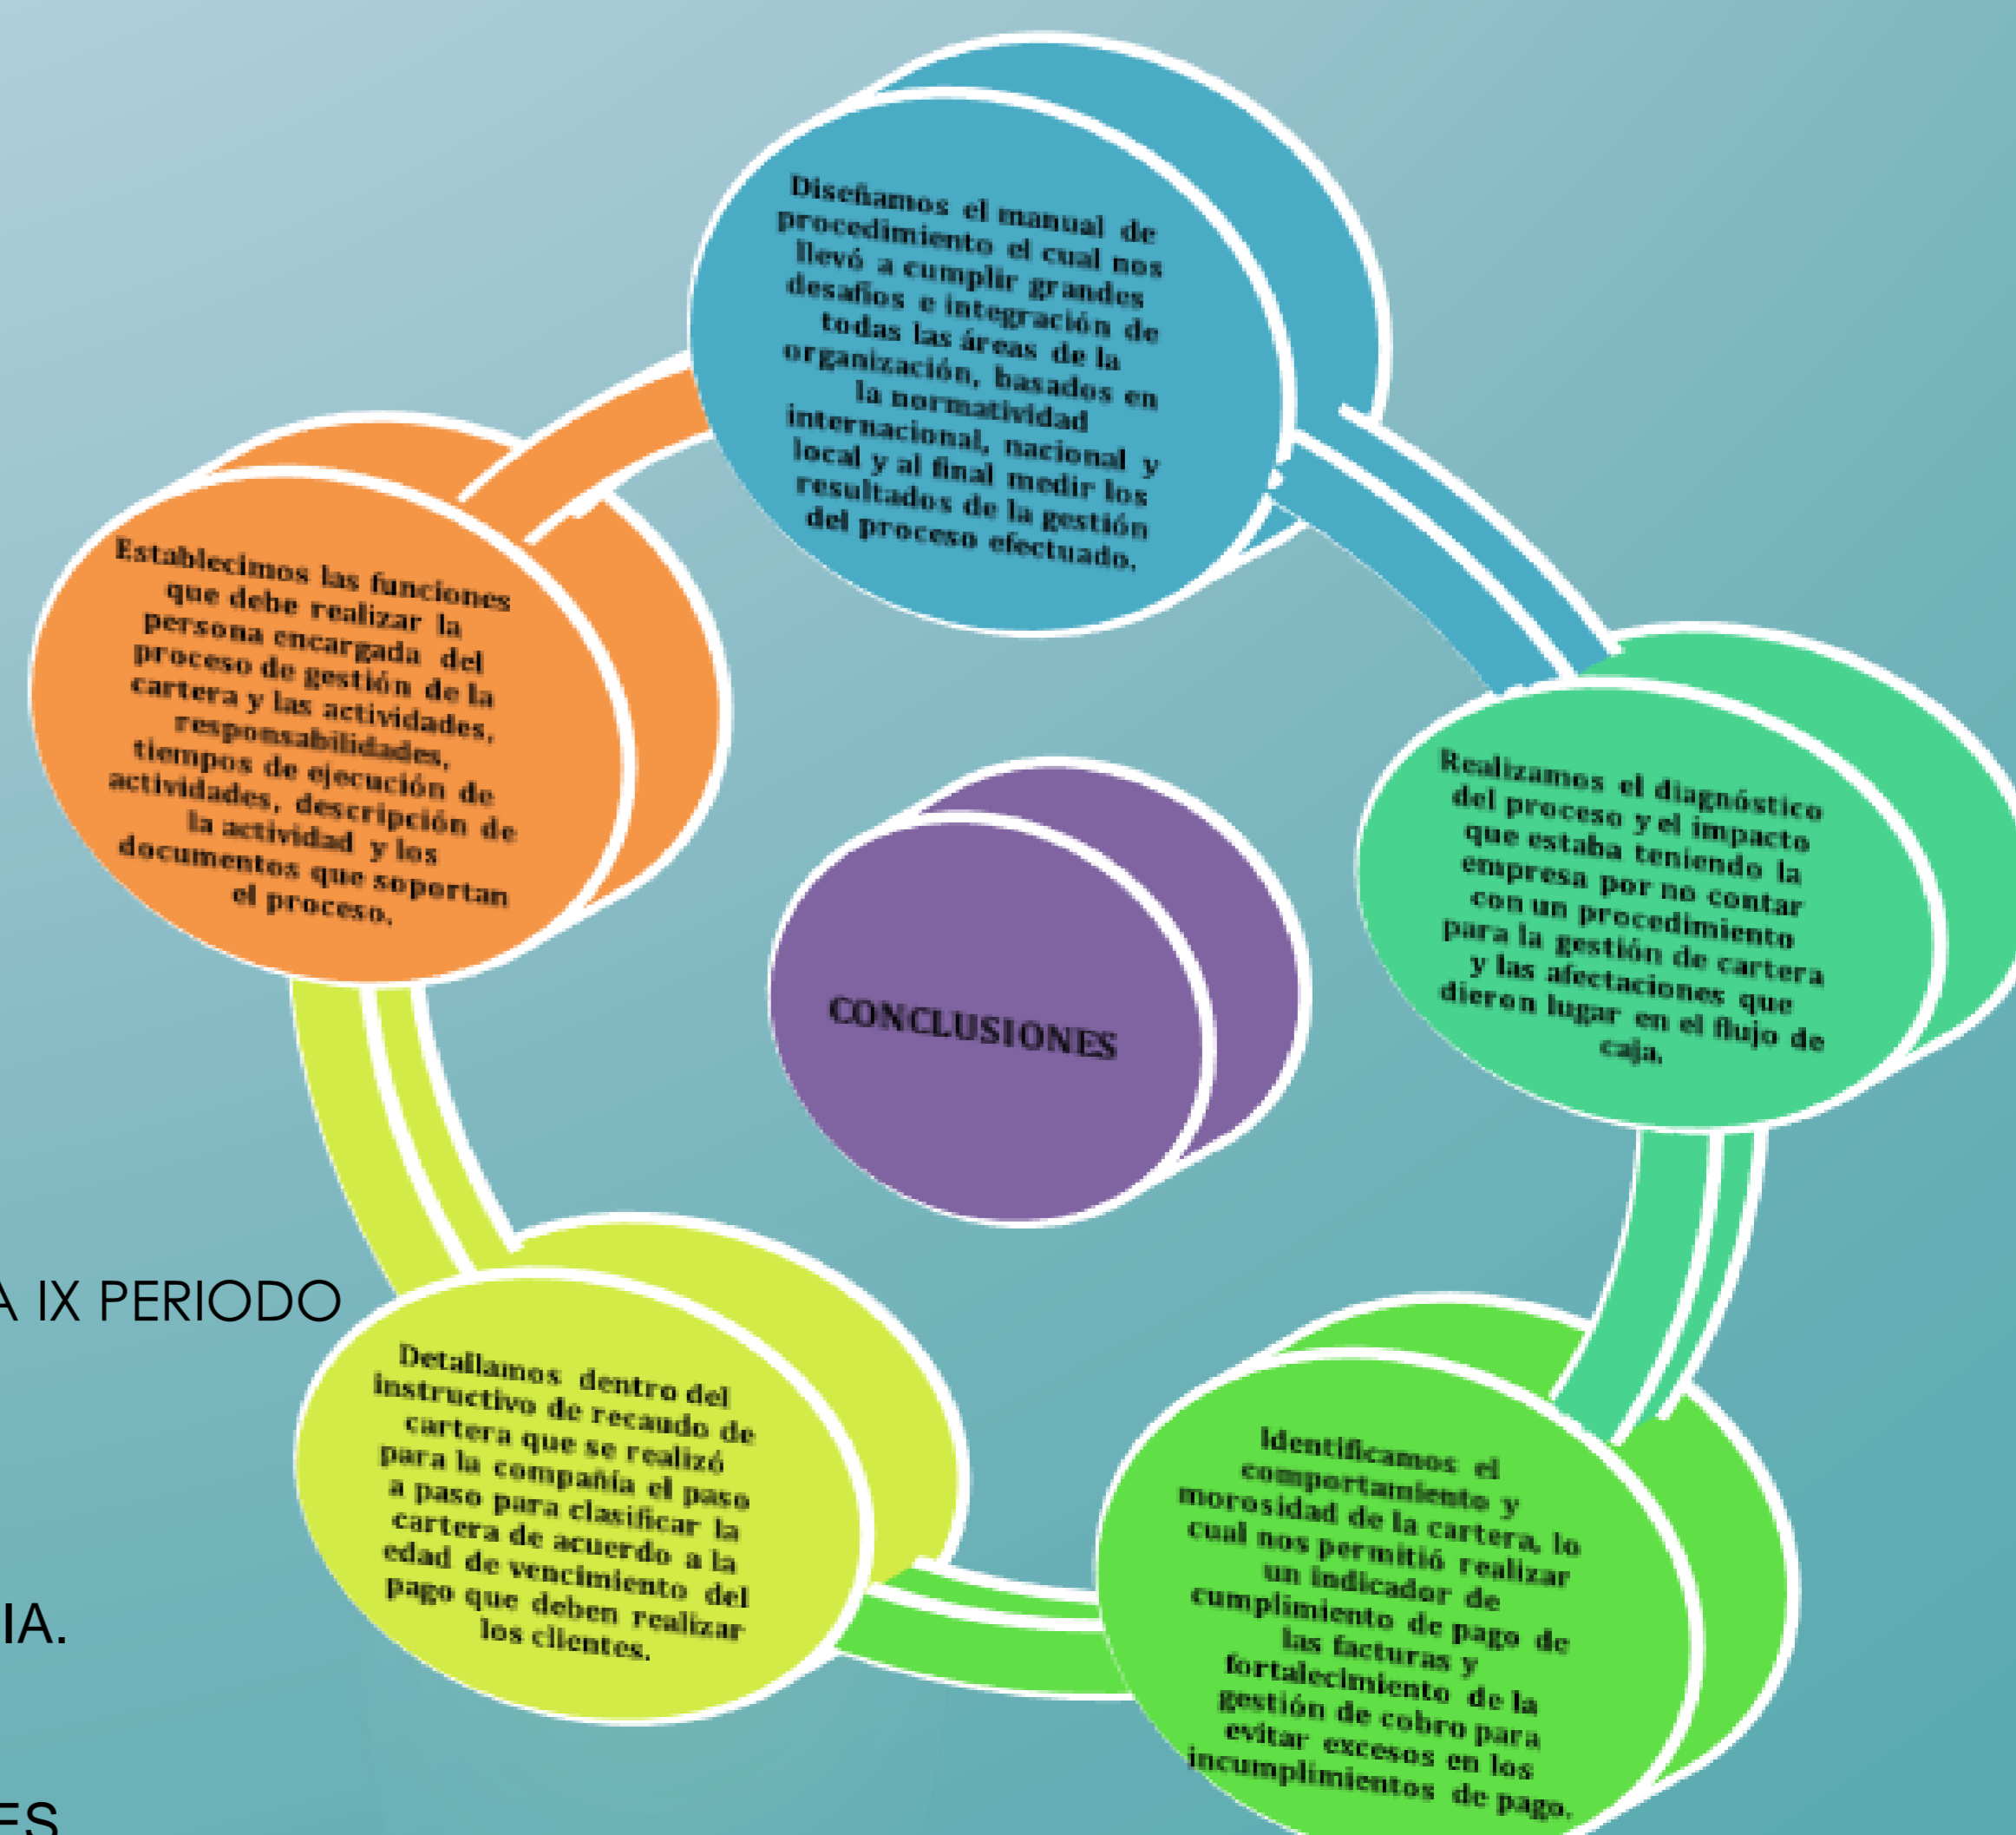 Diseñamos el manual de
procedimiento el cual nos
llevó a cumplir grandes
desafíos e integración de
todas las áreas de la
organización, basados en
la normatividad
internacional, nacional y
local y al final medir los
resultados de la gestión
del proceso efectuado.
Establecimos las funciones
que debe realizar la
persona encargada del
proceso de gestión de la
cartera y las actividades,
responsabilidades,
tiempos de ejecución de
actividades, descripción de
la actividad y los
documentos que soportan
el proceso.
Realizamos el diagnóstico
del proceso y el impacto
que estaba teniendo la
empresa por no contar
con un procedimiento
para la gestión de cartera
y las afectaciones que
dieron lugar en el flujo de
caja.
CONCLUSIONES
A IX PERIODO
Detallamos dentro del
instructivo de recaudo de
cartera que se realizó
para la compañía el paso
a paso para clasificar la
cartera de acuerdo a la
edad de vencimiento del
pago que deben realizar
los clientes.
Identificamos el
comportamiento y
morosidad de la cartera, lo
cual nos permitió realizar
un indicador de
cumplimiento de pago de
las facturas y
fortalecimiento de la
gestión de cobro para
evitar excesos en los
incumplimientos de pago.
IA.
ES